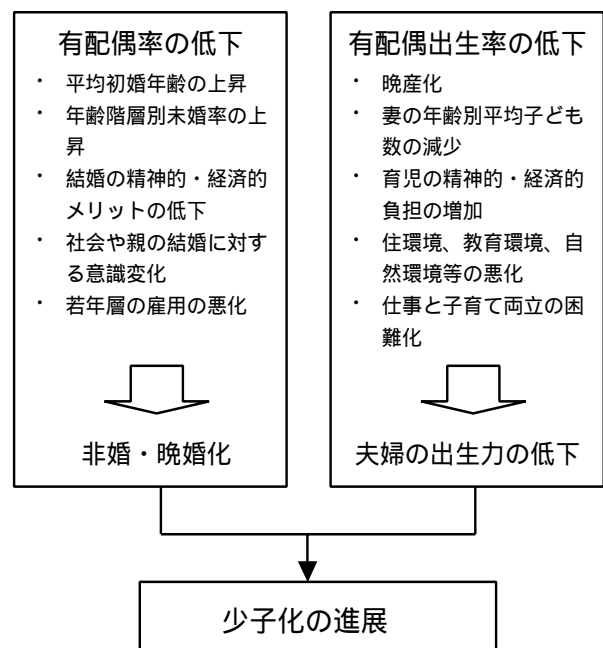 有配偶率の低下
・ 平均初婚年齢の上昇
・ 年齢階層別未婚率の上
昇
・ 結婚の精神的・経済的
メリットの低下
・ 社会や親の結婚に対す
る意識変化
・ 若年層の雇用の悪化
非婚・晩婚化
有配偶出生率の低下
・ 晩産化
・ 妻の年齢別平均子ども
数の減少
・ 育児の精神的・経済的
負担の増加
・ 住環境、教育環境、自
然環境等の悪化
・ 仕事と子育て両立の困
難化
夫婦の出生力の低下
少子化の進展